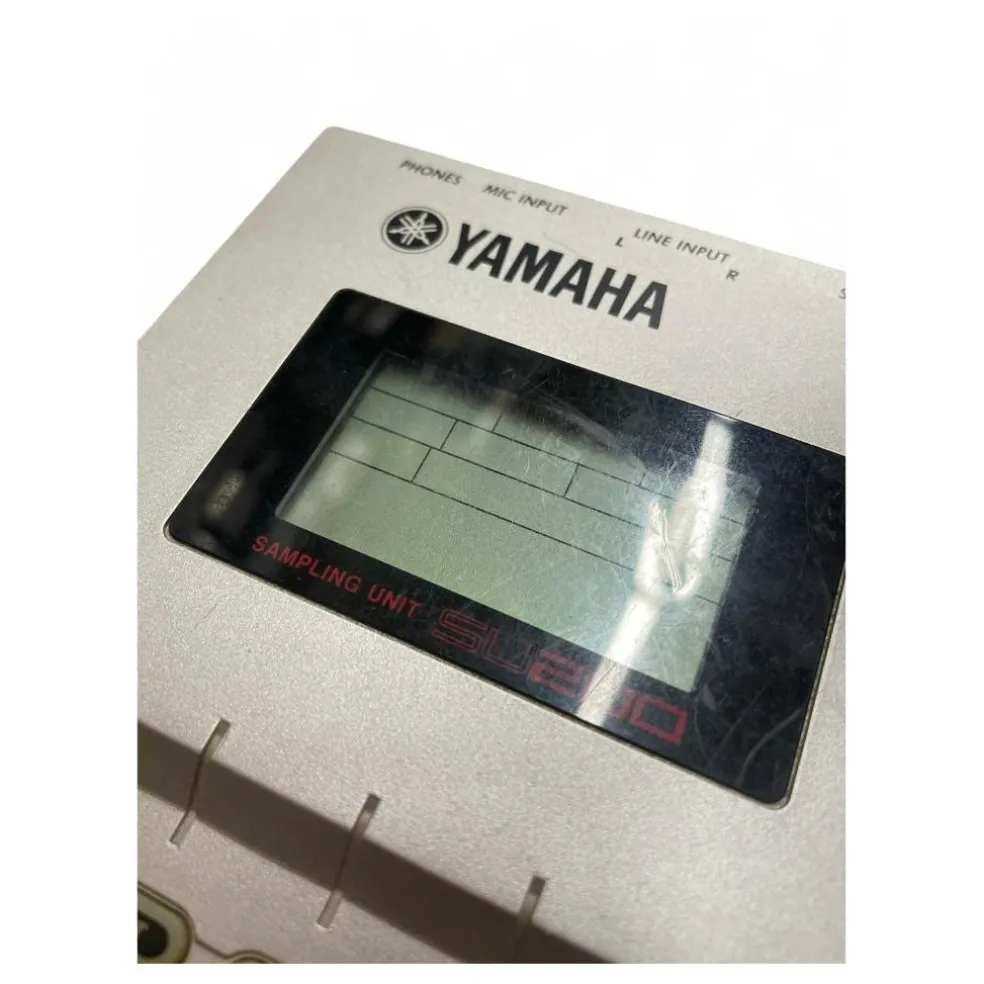 PHONES
MIC INPUT
L LINE INPUT R
YAMAHA
SAMPLING UNIT SU200